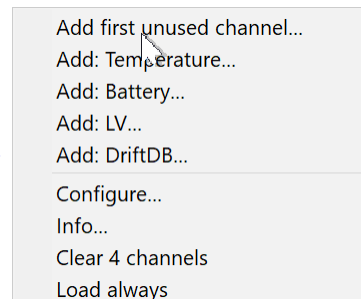 Add first unused channel...
Add: Temperature...
Add: Battery...
Add: LV...
Add: DriftDB...
Configure...
Info...
Clear 4 channels
Load always